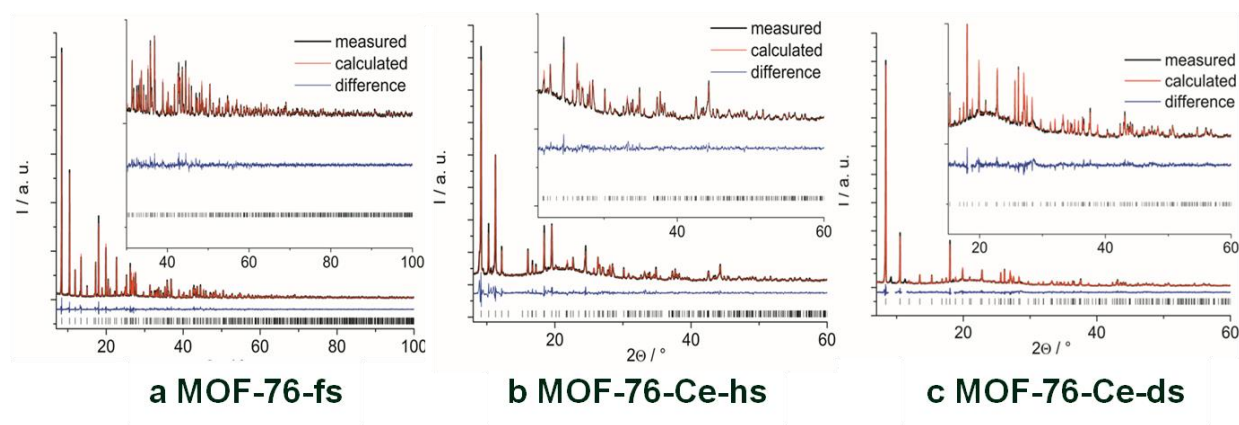 measured
calculated
difference
40 60 80 100
I / a. u.
20 40 60 80 100
a MOF-76-fs
measured
calculated
difference
40 60
I / a. u.
20 40 60
2Θ / °
b MOF-76-Ce-hs
measured
calculated
difference
20 40 60
I / a. u.
20 40 60
2Θ / °
c MOF-76-Ce-ds